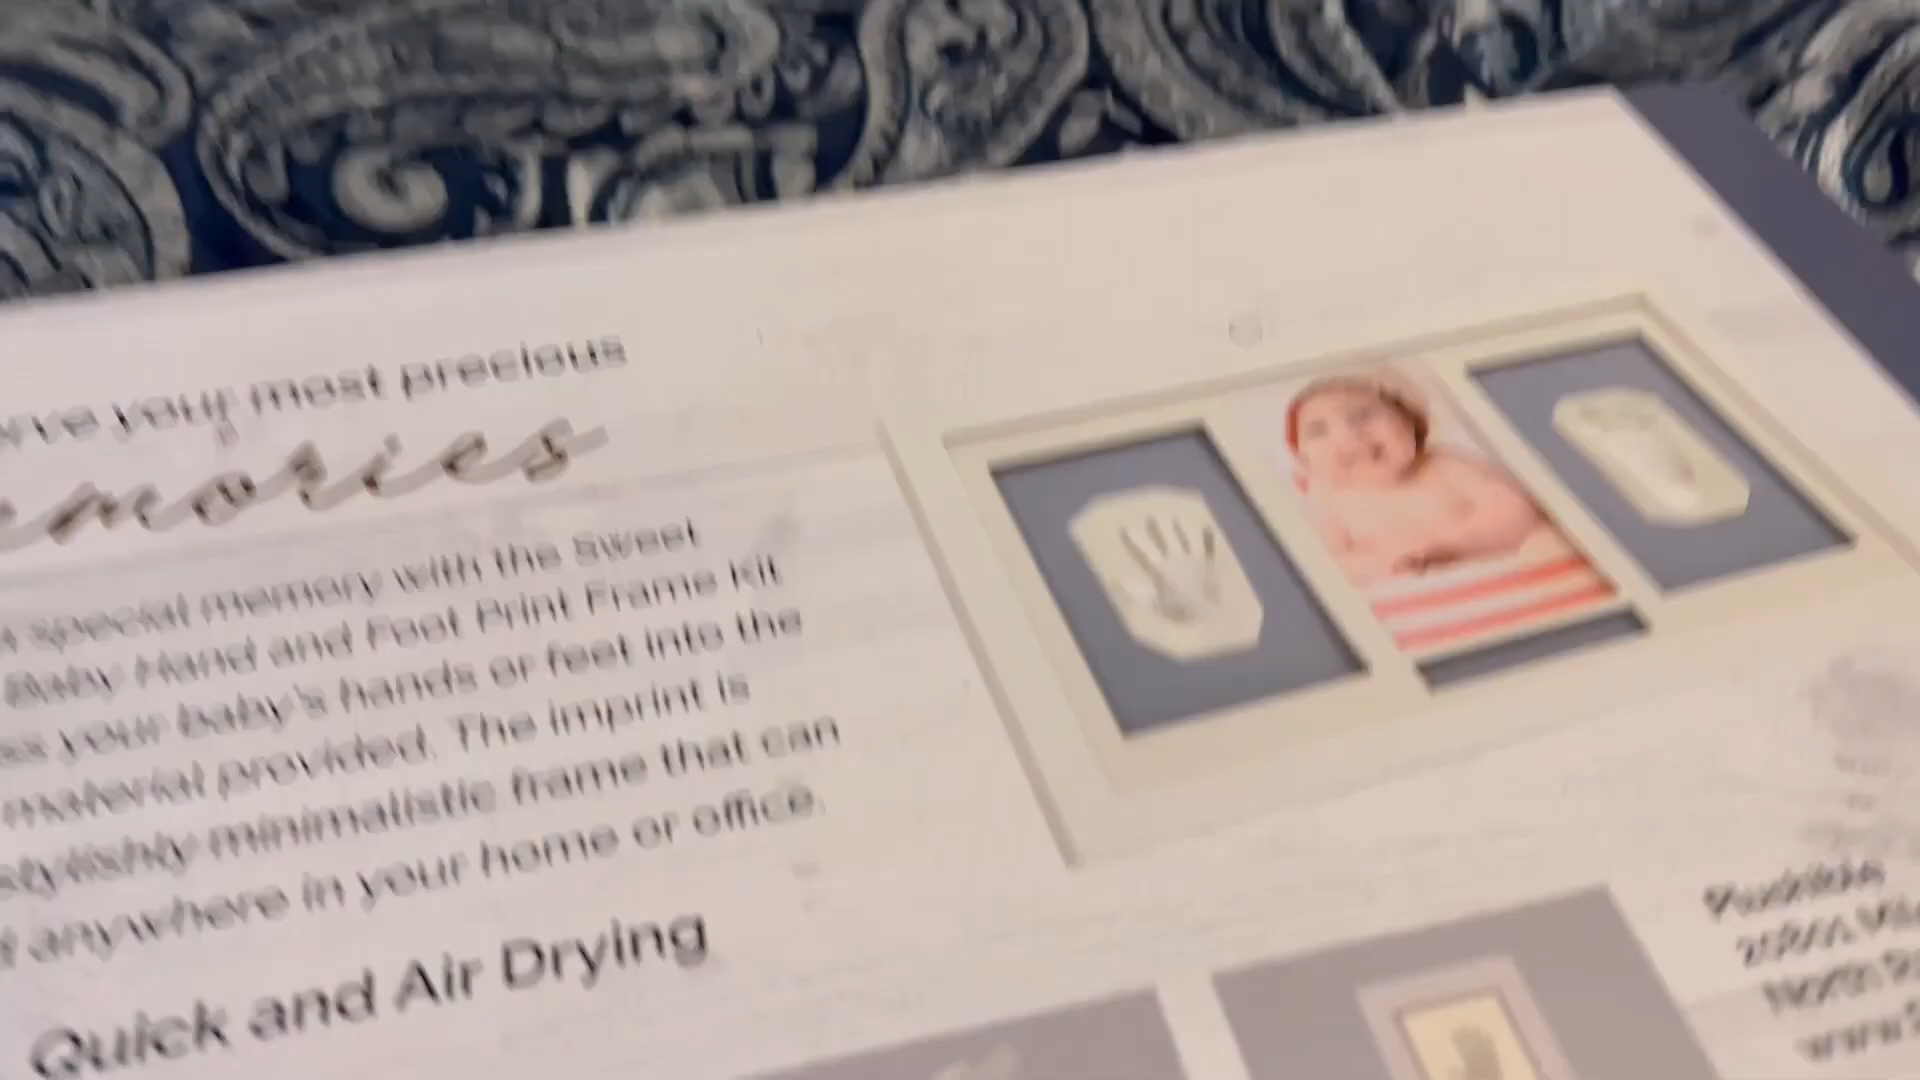 your most precious
special memory with the sweet
Baby Hand and Foot Print Frame Kit
your baby's hands or feet into the
material provided. The imprint is
stylishly minimalistic frame that can
anywhere in your home or office.
Quick and Air Drying
North